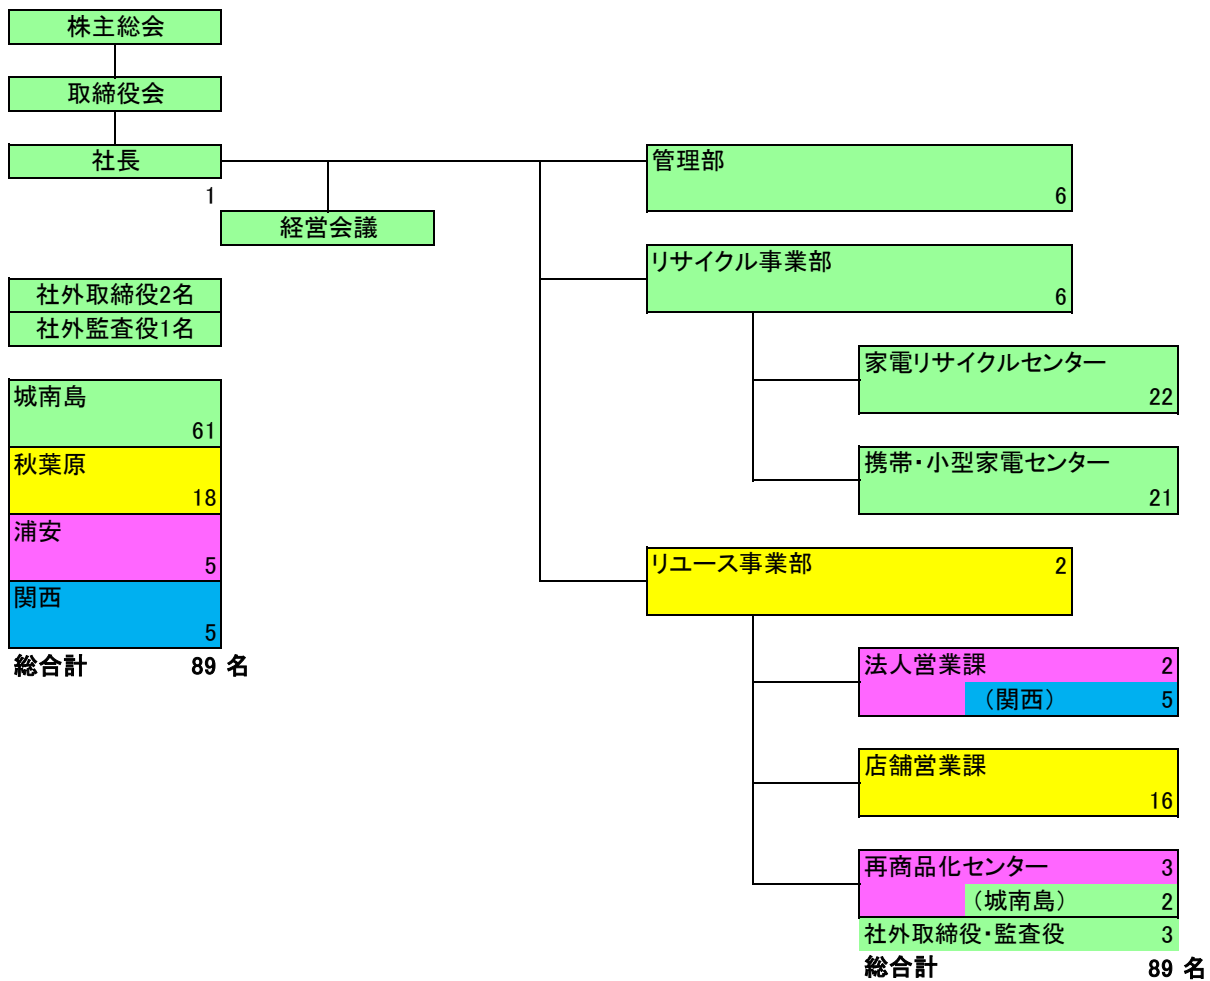 株主総会
取締役会
社長
1
経営会議
社外取締役2名
社外監査役1名
城南島
61
秋葉原
18
浦安
5
関西
5
総合計 89 名
管理部
6
リサイクル事業部
6
家電リサイクルセンター
22
携帯・小型家電センター
21
リユース事業部 2
法人営業課 2
（関西） 5
店舗営業課
16
再商品化センター 3
（城南島） 2
社外取締役・監査役 3
総合計 89 名